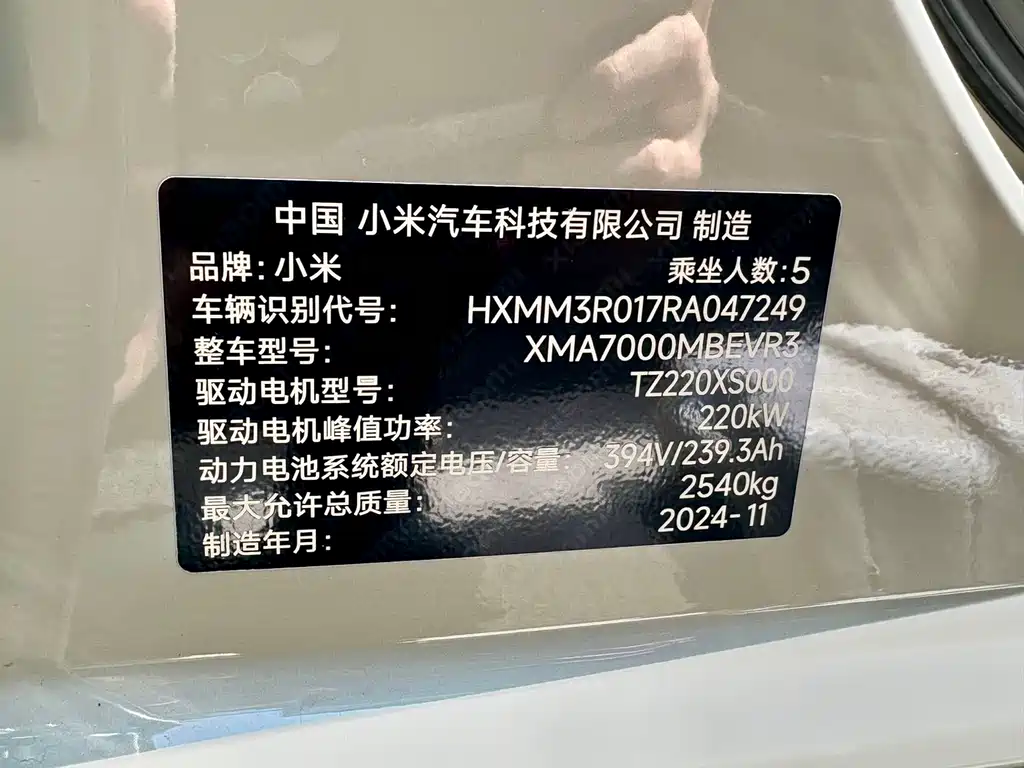 中国 小米汽车科技有限公司 制造
品牌：小米 乘坐人数：5
车辆识别代号： HXMM3R017RA047249
整车型号： XMA7000MBEVR3
驱动电机型号： TZ220XS000
驱动电机峰值功率： 220kW
动力电池系统额定电压/容量： 394V/239.3Ah
最大允许总质量： 2540kg
制造年月： 2024-11